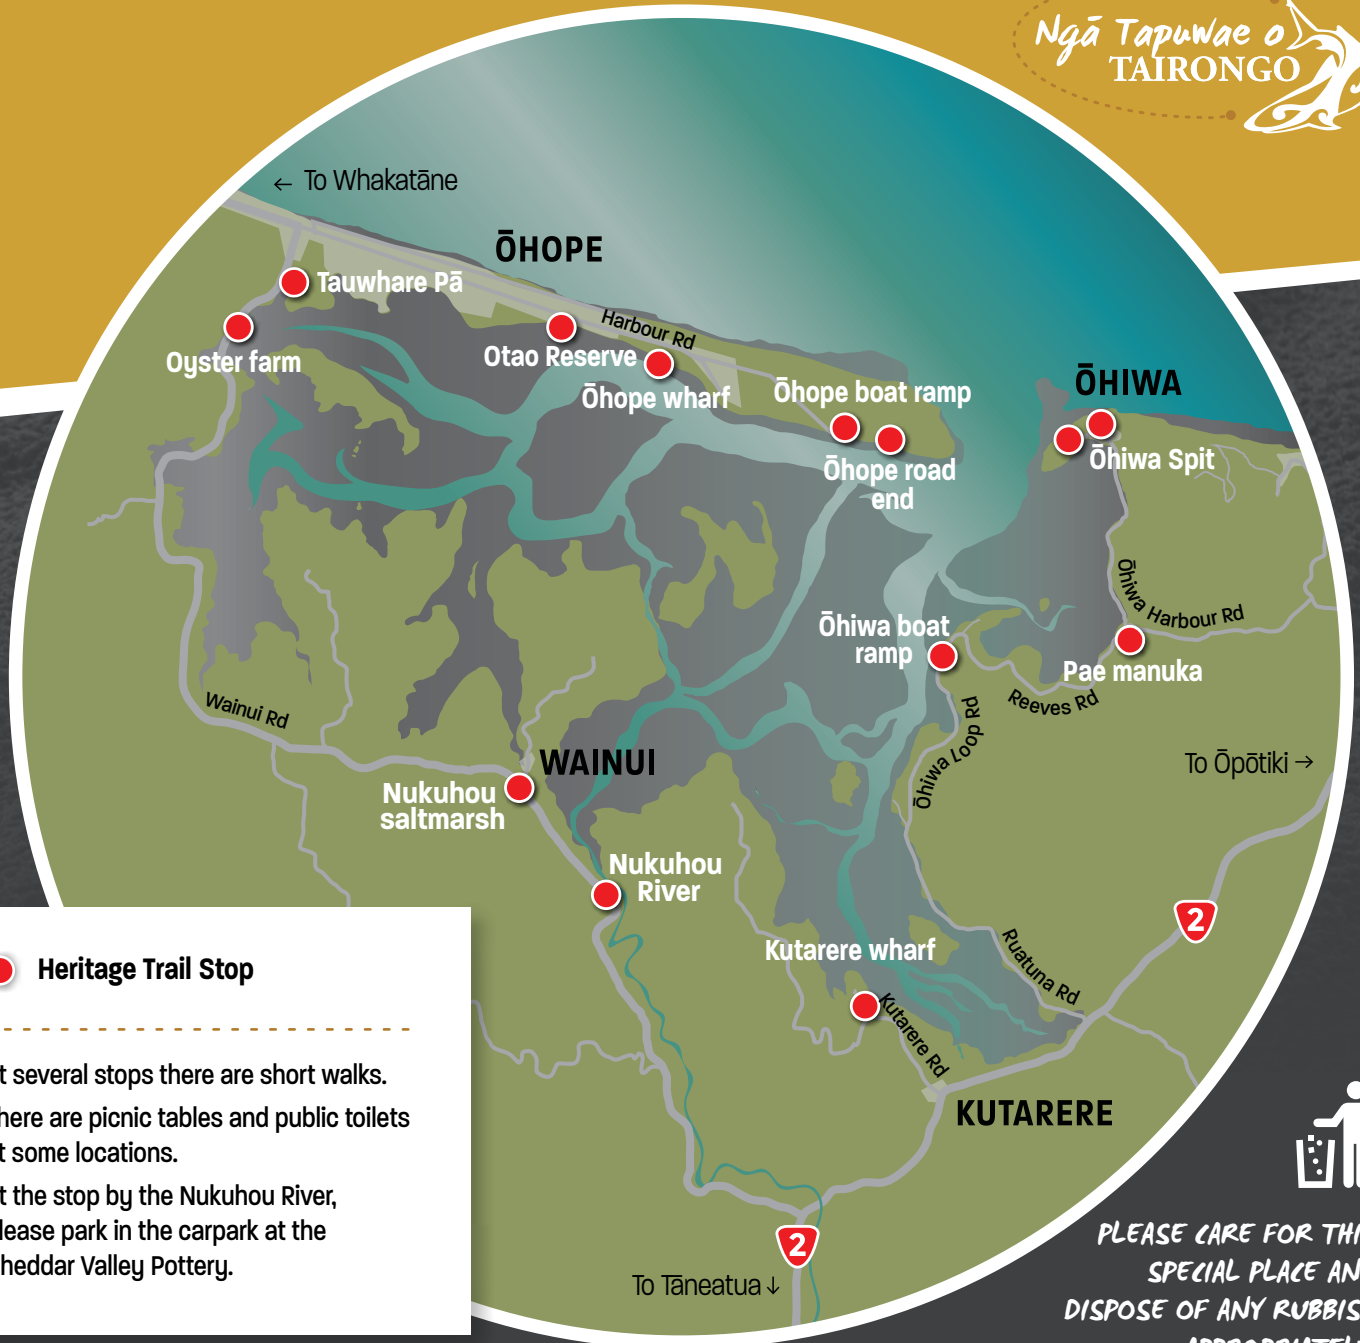 Ngā Tapuwae o
TAIRONGO
← To Whakatāne
ŌHOPE
Tauwhare Pā
Oyster farm
Harbour Rd
Otao Reserve
Ōhope wharf
Ōhope boat ramp
Ōhope road
end
ŌHIWA
Ōhiwa Spit
Ōhiwa Harbour Rd
Ōhiwa boat
ramp
Pae manuka
Reeves Rd
Ōhiwa Loop Rd
To Ōpōtiki →
Wainui Rd
WAINUI
Nukuhou
saltmarsh
Nukuhou
River
2
Kutarere wharf
Ruatuna Rd
Kutarere Rd
KUTARERE
2
To Tāneatua ↓
Heritage Trail Stop
t several stops there are short walks.
here are picnic tables and public toilets
t some locations.
t the stop by the Nukuhou River,
lease park in the carpark at the
heddar Valley Pottery.
PLEASE CARE FOR THI
SPECIAL PLACE AN
DISPOSE OF ANY RUBBIS